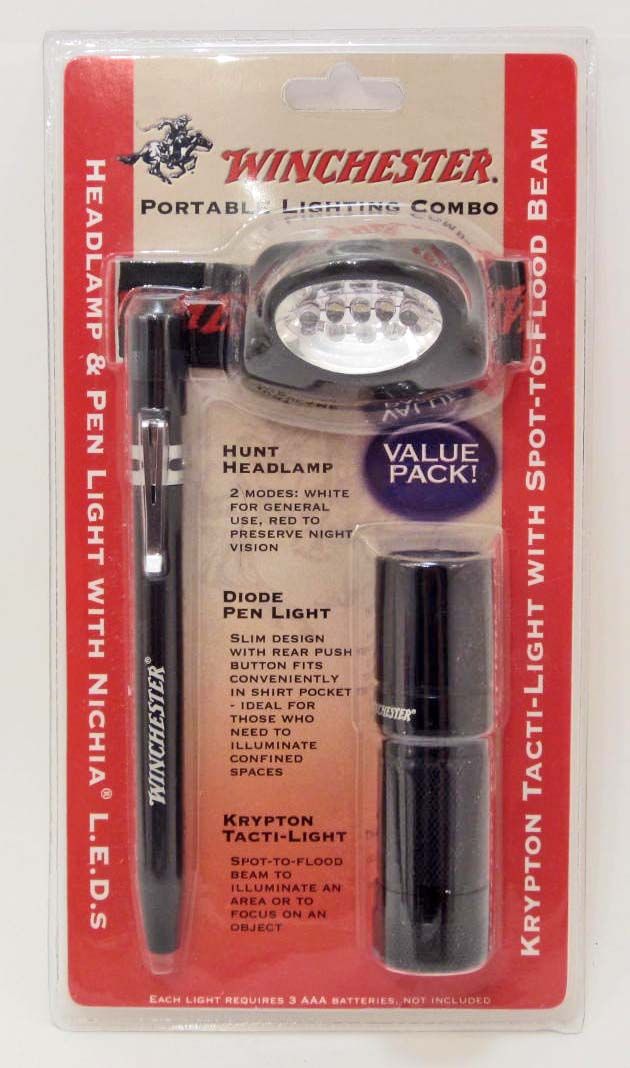 WINCHESTER.
PORTABLE LIGHTING COMBO
HEADLAMP & PEN LIGHT WITH NICHIA® L.E.D.S
KRYPTON TACTI-LIGHT WITH SPOT-TO-FLOOD BEAM
VALUE
PACK!
HUNT
HEADLAMP
2 MODES: WHITE
FOR GENERAL
USE, RED TO
PRESERVE NIGHT
VISION
DIODE
PEN LIGHT
SLIM DESIGN
WITH REAR PUSH
BUTTON FITS
CONVENIENTLY
IN SHIRT POCKET
- IDEAL FOR
THOSE WHO
NEED TO
ILLUMINATE
CONFINED
SPACES
WINCHESTER®
CHESTER®
KRYPTON
TACTI-LIGHT
SPOT-TO-FLOOD
BEAM TO
ILLUMINATE AN
AREA OR TO
FOCUS ON AN
OBJECT
EACH LIGHT REQUIRES 3 AAA BATTERIES, NOT INCLUDED